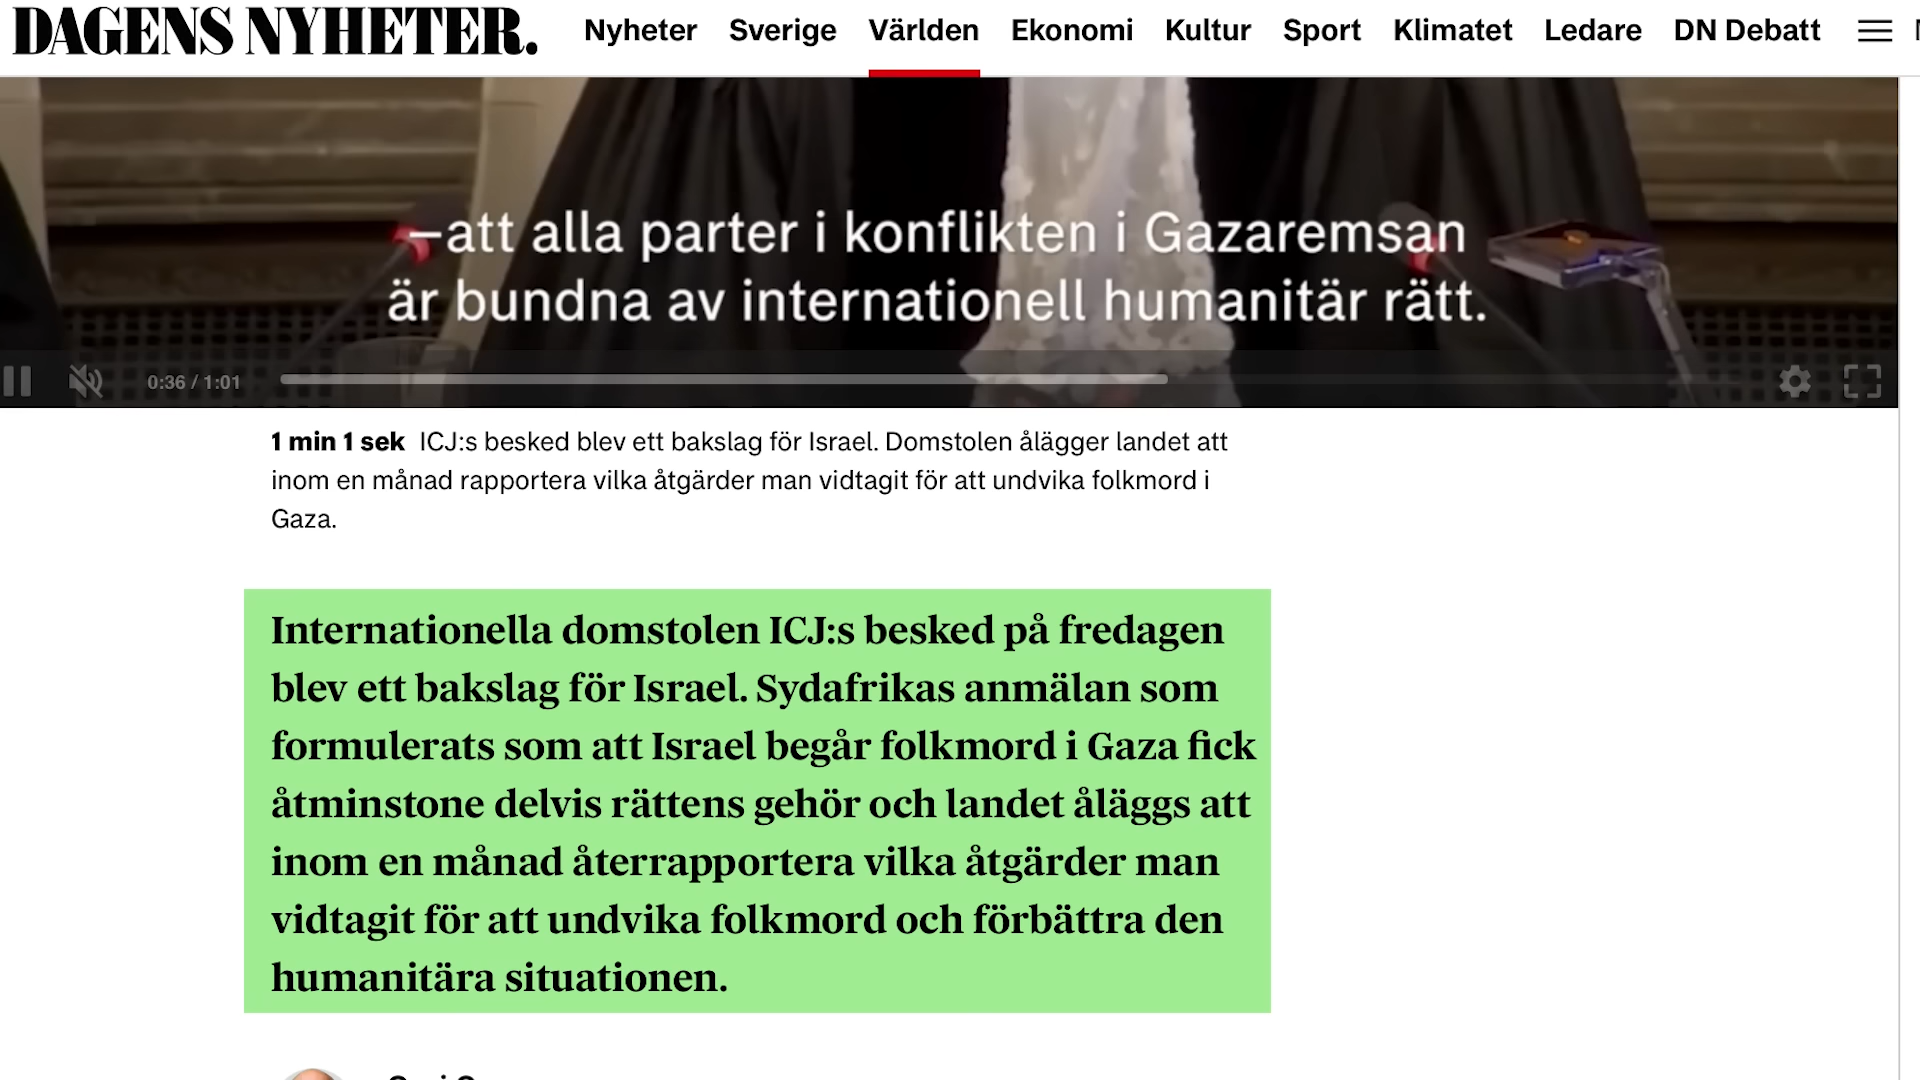 DAGENS NYHETER.
Nyheter Sverige Världen Ekonomi Kultur Sport Klimatet Ledare DN Debatt
–att alla parter i konflikten i Gazaremsan
är bundna av internationell humanitär rätt.
0:36 / 1:01
1 min 1 sek ICJ:s besked blev ett bakslag för Israel. Domstolen ålägger landet att
inom en månad rapportera vilka åtgärder man vidtagit för att undvika folkmord i
Gaza.
Internationella domstolen ICJ:s besked på fredagen
blev ett bakslag för Israel. Sydafrikas anmälan som
formulerats som att Israel begår folkmord i Gaza fick
åtminstone delvis rättens gehör och landet åläggs att
inom en månad återrapportera vilka åtgärder man
vidtagit för att undvika folkmord och förbättra den
humanitära situationen.